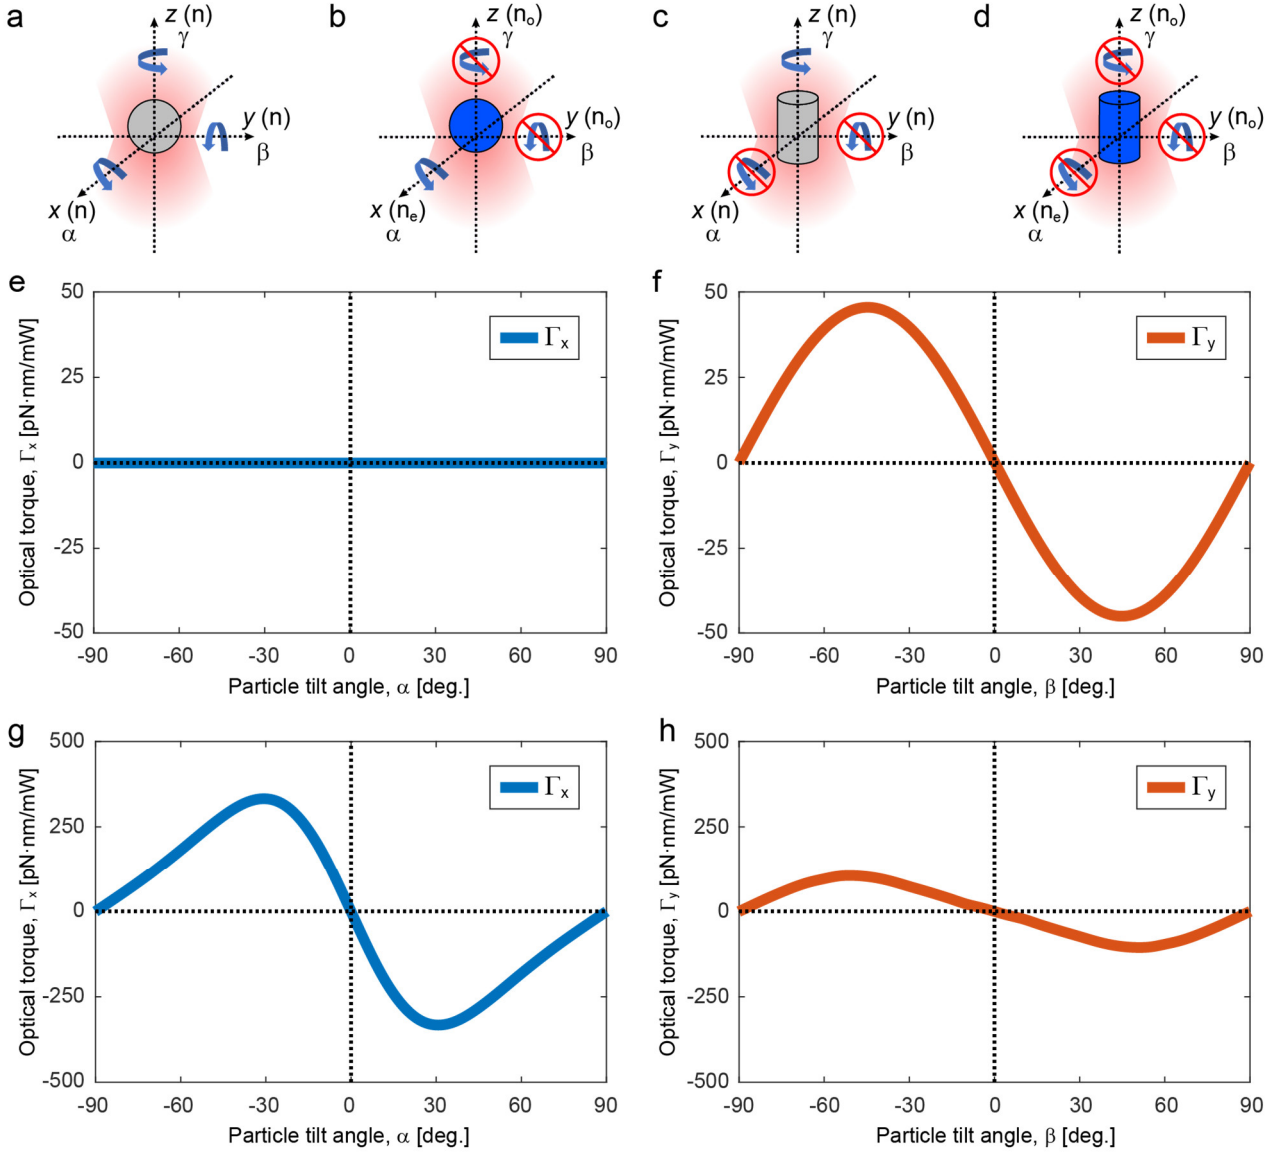 a
z (n)
γ
y (n)
β
x (n)
α
b
z (nₒ)
γ
y (nₒ)
β
x (nₑ)
α
c
z (n)
γ
y (n)
β
x (n)
α
d
z (nₒ)
γ
y (nₒ)
β
x (nₑ)
α
e
Optical torque, Γₓ [pN·nm/mW]
50
25
0
-25
-50
Γₓ
-90 -60 -30 0 30 60 90
Particle tilt angle, α [deg.]
f
Optical torque, Γy [pN·nm/mW]
50
25
0
-25
-50
Γy
-90 -60 -30 0 30 60 90
Particle tilt angle, β [deg.]
g
Optical torque, Γₓ [pN·nm/mW]
500
250
0
-250
-500
Γₓ
-90 -60 -30 0 30 60 90
Particle tilt angle, α [deg.]
h
Optical torque, Γy [pN·nm/mW]
500
250
0
-250
-500
Γy
-90 -60 -30 0 30 60 90
Particle tilt angle, β [deg.]